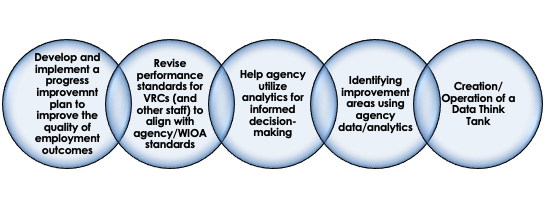 Develop and
implement a
progress
improvemnt
plan to
improve the
quality of
employment
outcomes
Revise
performance
standards for
VRCs (and
other staff) to
align with
agency/WIOA
standards
Help agency
utilize
analytics for
informed
decision-
making
Identifying
improvement
areas using
agency
data/analytics
Creation/
Operation of a
Data Think
Tank